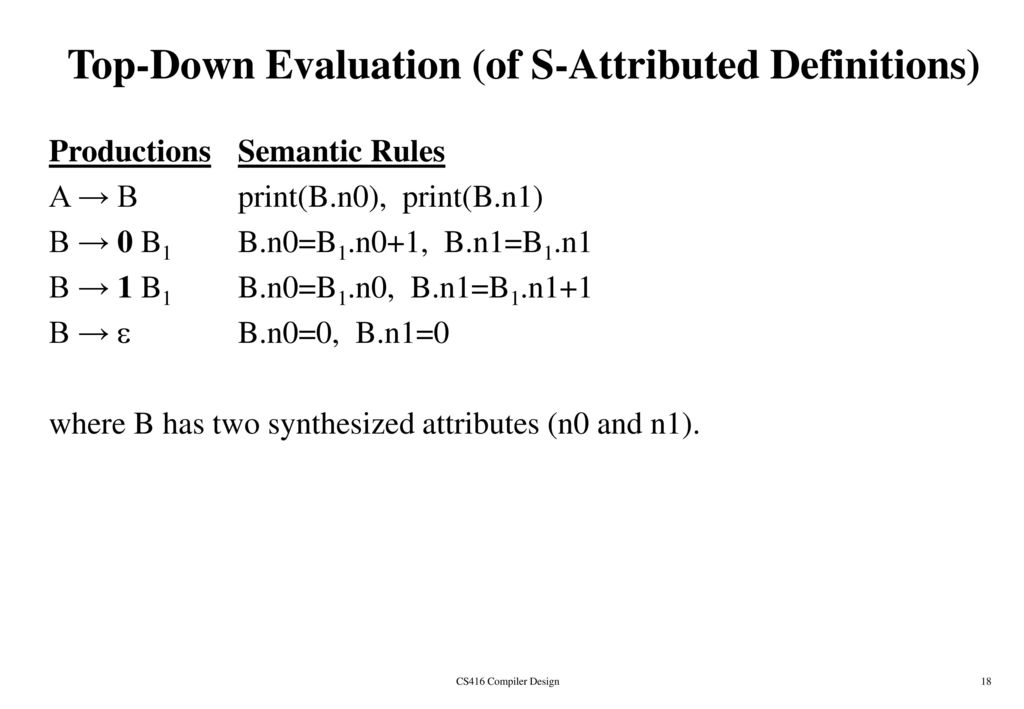 Top-Down Evaluation (of S-Attributed Definitions)
Productions Semantic Rules
A → B print(B.n0), print(B.n1)
B → 0 B₁ B.n0=B₁.n0+1, B.n1=B₁.n1
B → 1 B₁ B.n0=B₁.n0, B.n1=B₁.n1+1
B → ε B.n0=0, B.n1=0
where B has two synthesized attributes (n0 and n1).
CS416 Compiler Design 18